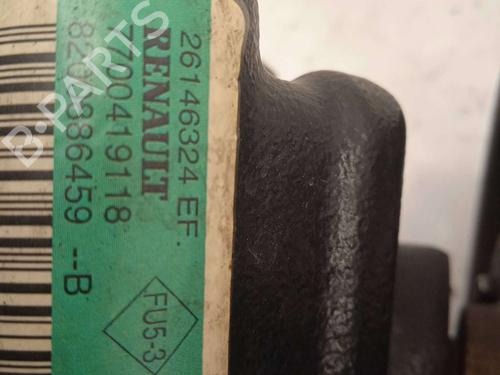 26146324 EF.
RENAULT
7700419118
8200386459 --B
FU5-3
B-PARTS